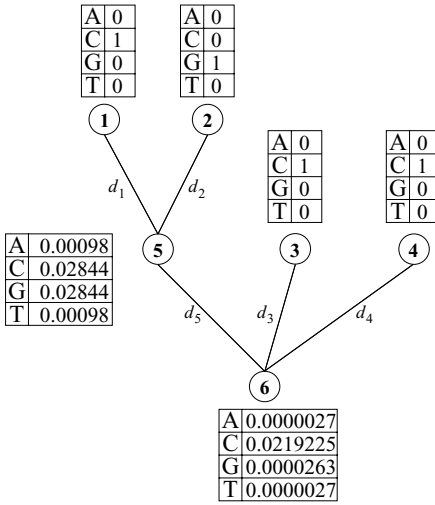 A 0
C 1
G 0
T 0
A 0
C 0
G 1
T 0
1
2
A 0
C 1
G 0
T 0
A 0
C 1
G 0
T 0
d1
d2
A 0.00098
C 0.02844
G 0.02844
T 0.00098
5
3
4
d5
d3
d4
6
A 0.0000027
C 0.0219225
G 0.0000263
T 0.0000027